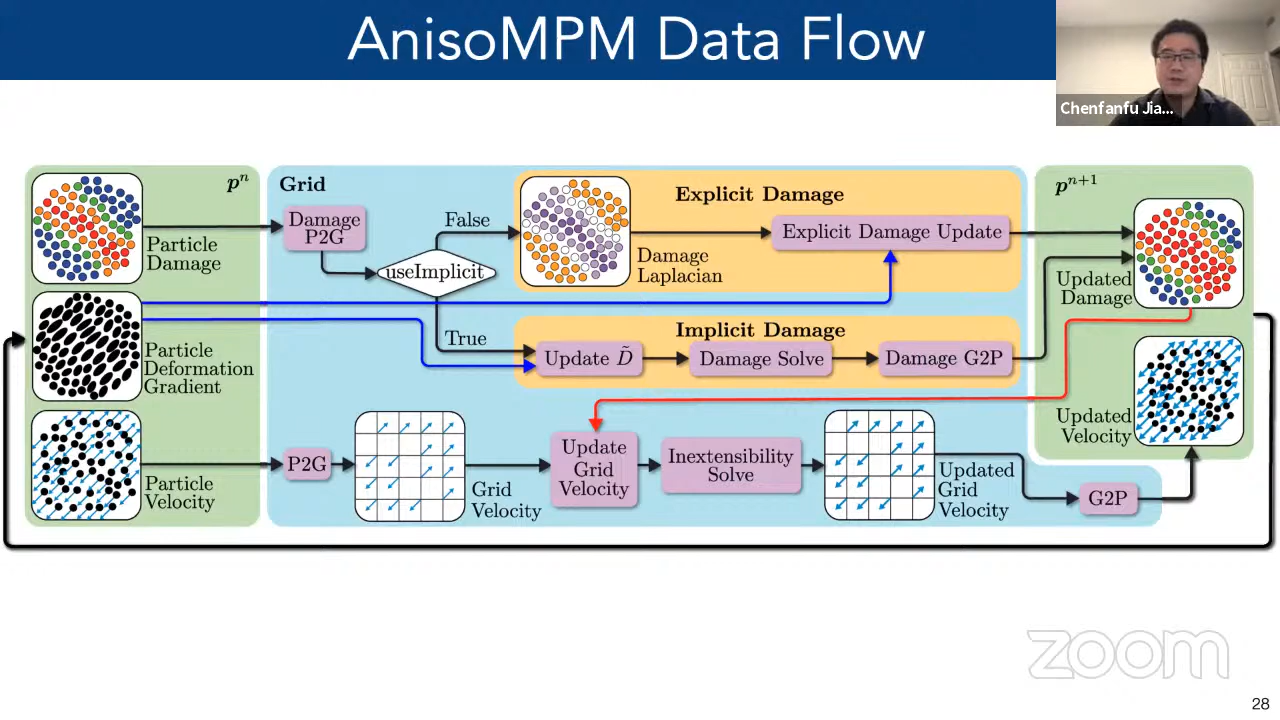 AnisoMPM Data Flow
Chenfanfu Jia...
pⁿ
Particle
Damage
Particle
Deformation
Gradient
Particle
Velocity
Grid
Damage
P2G
useImplicit
False
True
Explicit Damage
Damage
Laplacian
Explicit Damage Update
Implicit Damage
Update D̃
Damage Solve
Damage G2P
P2G
Grid
Velocity
Update
Grid
Velocity
Inextensibility
Solve
Updated
Grid
Velocity
G2P
pⁿ⁺¹
Updated
Damage
Updated
Velocity
zoom
28